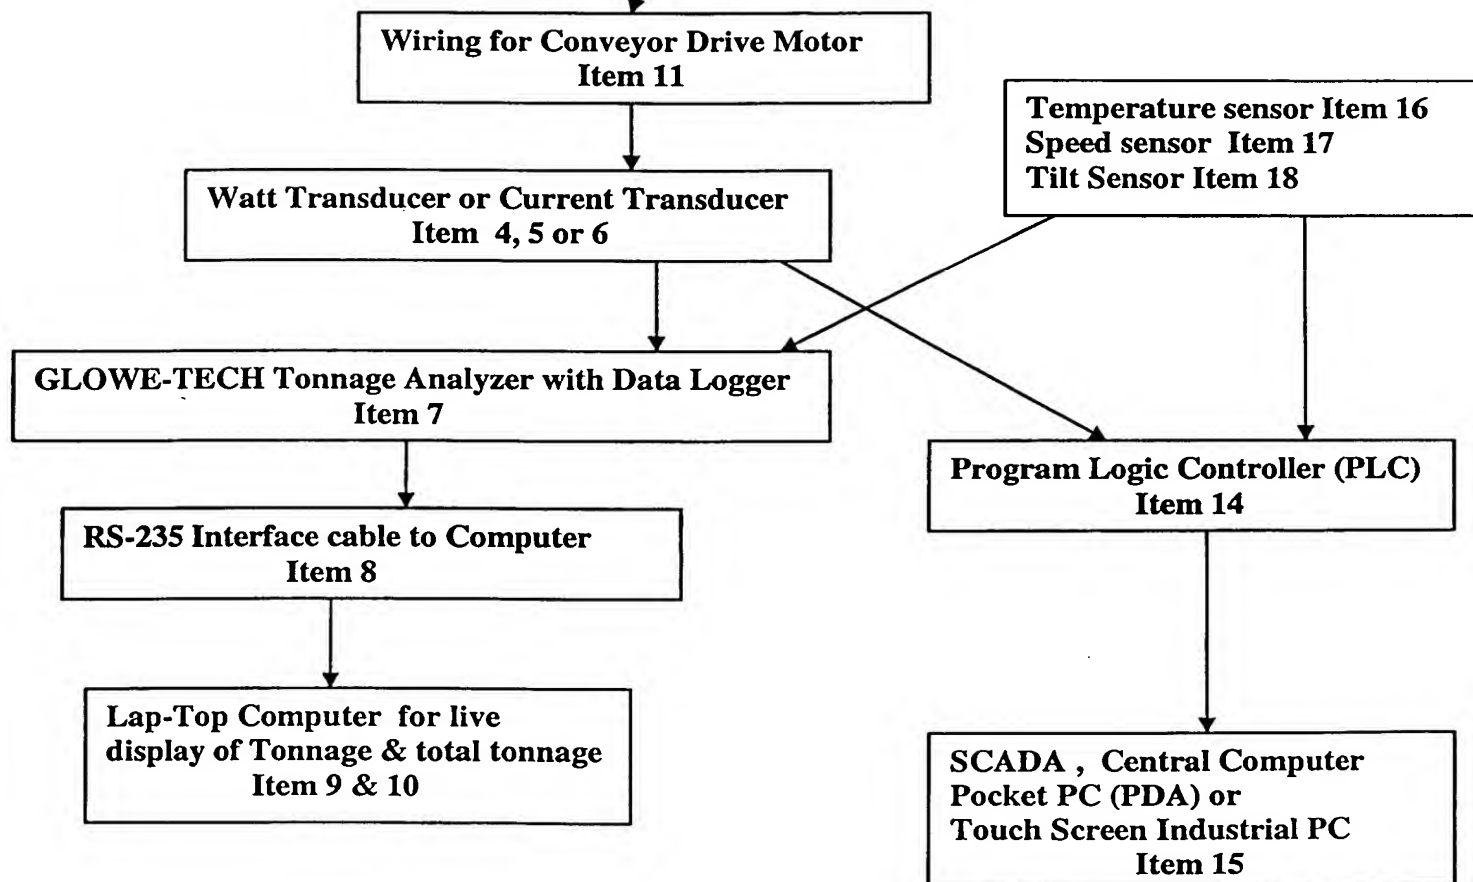 Wiring for Conveyor Drive Motor
Item 11
Temperature sensor Item 16
Speed sensor Item 17
Tilt Sensor Item 18
Watt Transducer or Current Transducer
Item 4, 5 or 6
GLOWE-TECH Tonnage Analyzer with Data Logger
Item 7
Program Logic Controller (PLC)
Item 14
RS-235 Interface cable to Computer
Item 8
Lap-Top Computer for live
display of Tonnage & total tonnage
Item 9 & 10
SCADA , Central Computer
Pocket PC (PDA) or
Touch Screen Industrial PC
Item 15